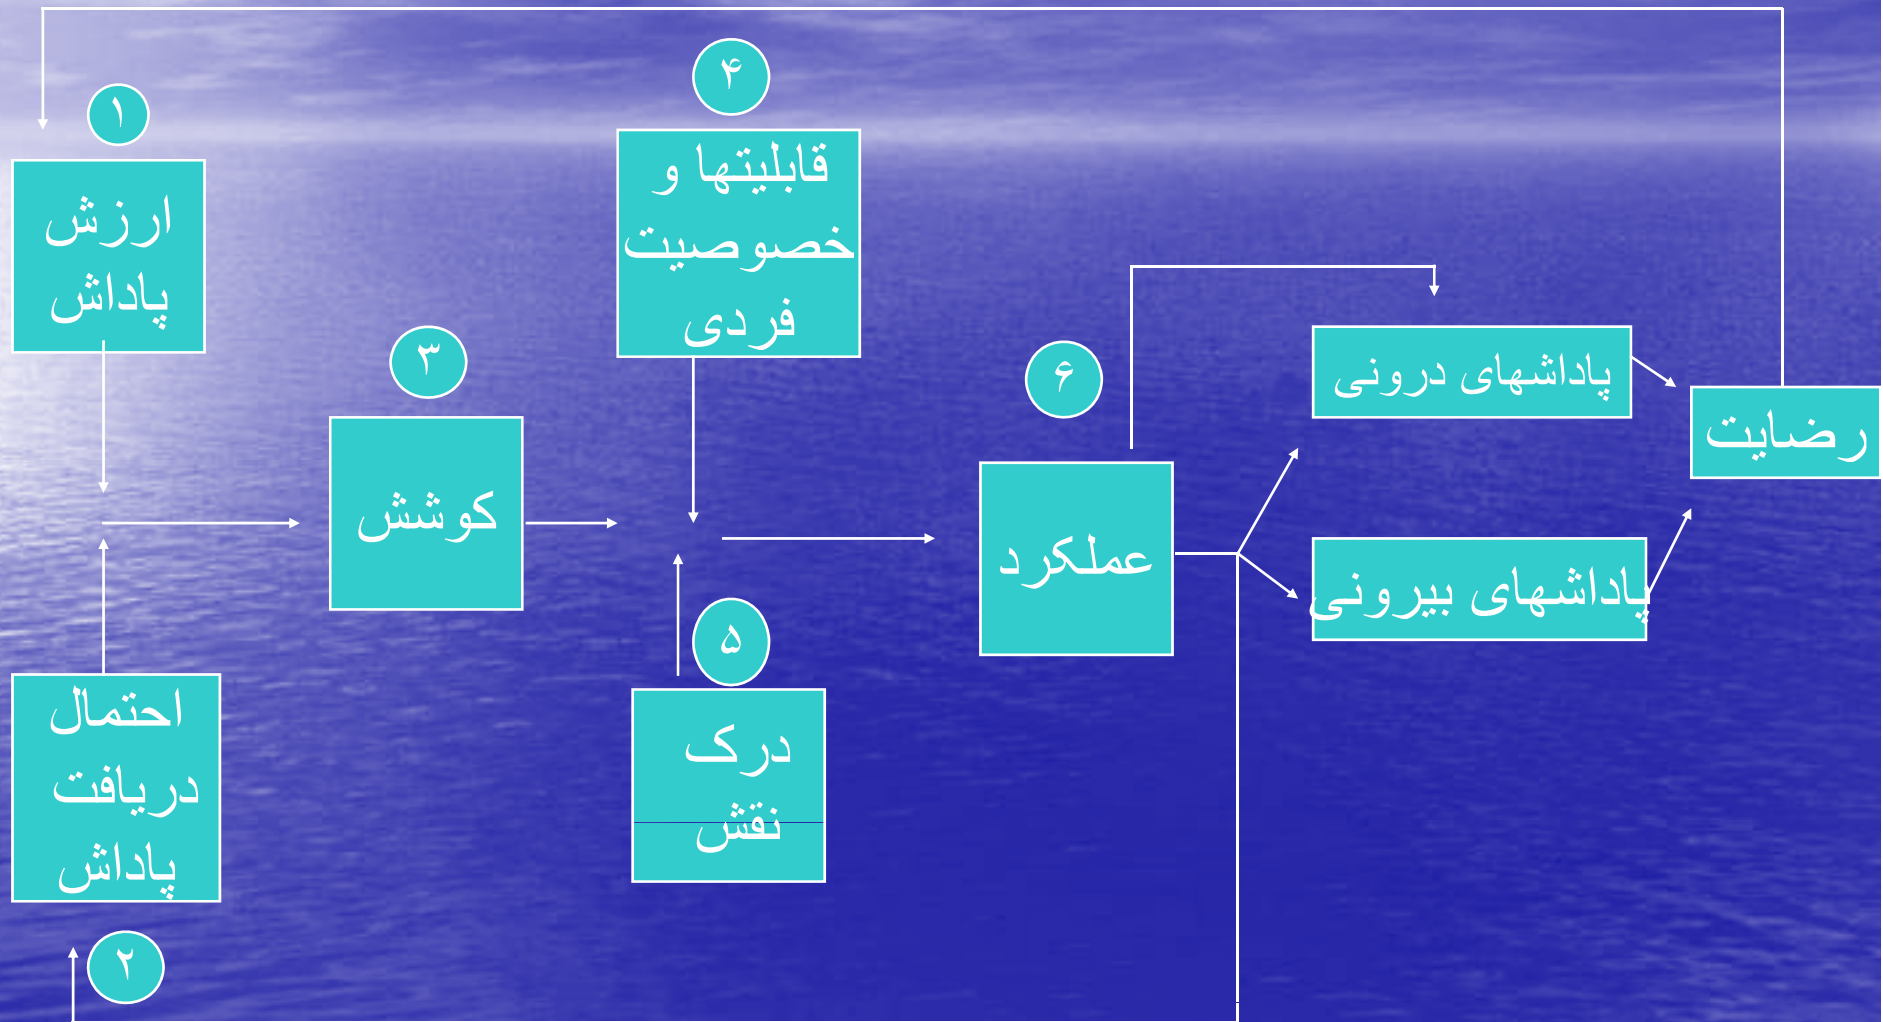 ۱
ارزش
پاداش
۲
احتمال
دریافت
پاداش
۳
کوشش
۴
قابلیتها و
خصوصیت
فردی
۵
درک
نقش
۶
عملکرد
پاداشهای درونی
پاداشهای بیرونی
رضایت